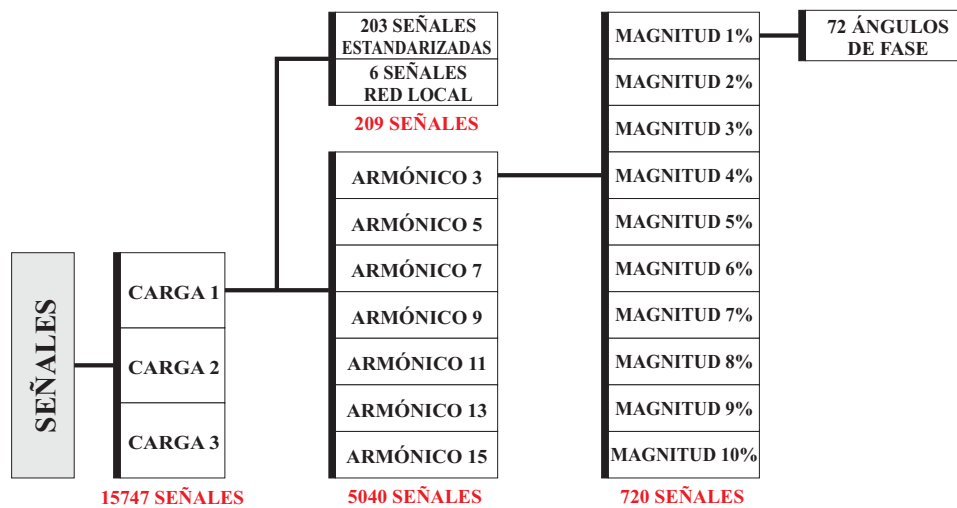 SEÑALES
CARGA 1
CARGA 2
CARGA 3
15747 SEÑALES
203 SEÑALES
ESTANDARIZADAS
6 SEÑALES
RED LOCAL
209 SEÑALES
ARMÓNICO 3
ARMÓNICO 5
ARMÓNICO 7
ARMÓNICO 9
ARMÓNICO 11
ARMÓNICO 13
ARMÓNICO 15
5040 SEÑALES
MAGNITUD 1%
MAGNITUD 2%
MAGNITUD 3%
MAGNITUD 4%
MAGNITUD 5%
MAGNITUD 6%
MAGNITUD 7%
MAGNITUD 8%
MAGNITUD 9%
MAGNITUD 10%
720 SEÑALES
72 ÁNGULOS
DE FASE